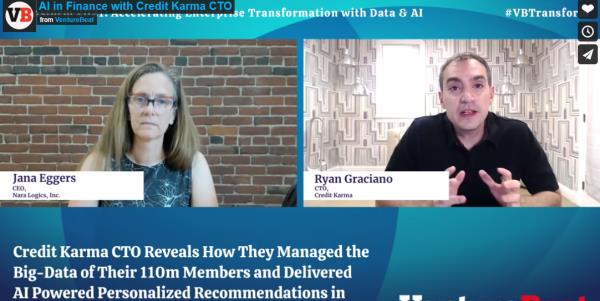 AI in Finance with Credit Karma CTO
VB
from VentureBeat
Accelerating Enterprise Transformation with Data & AI
#VBTransfor
Jana Eggers
CEO,
Nara Logics, Inc.
Ryan Graciano
CTO,
Credit Karma
Credit Karma CTO Reveals How They Managed the
Big-Data of Their 110m Members and Delivered
AI Powered Personalized Recommendations in